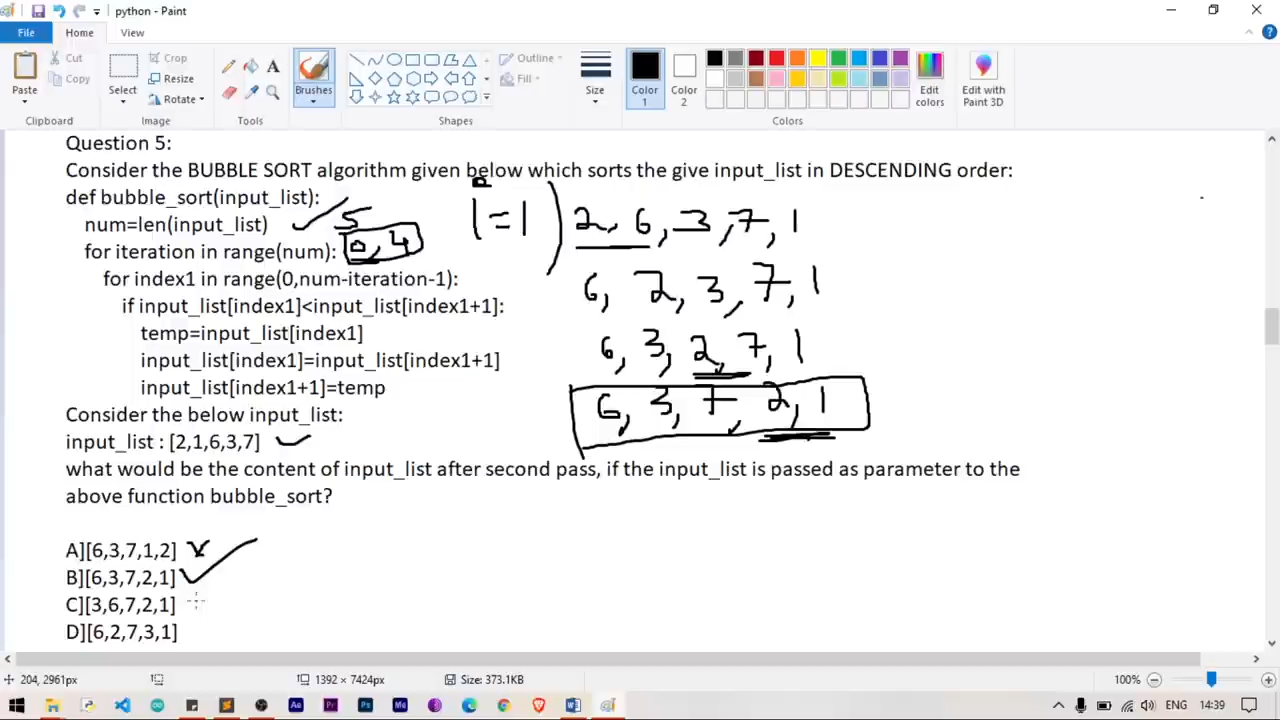 python - Paint
File Home View
Paste Cut Copy Clipboard
Select Crop Resize Rotate Image
Tools
Brushes
Outline Fill Shapes
Size
Color 1 Color 2 Edit colors Colors
Edit with Paint 3D
Question 5:
Consider the BUBBLE SORT algorithm given below which sorts the give input_list in DESCENDING order:
def bubble_sort(input_list):
num=len(input_list) 5
for iteration in range(num): 0, 4
for index1 in range(0,num-iteration-1):
if input_list[index1]<input_list[index1+1]:
temp=input_list[index1]
input_list[index1]=input_list[index1+1]
input_list[index1+1]=temp
Consider the below input_list:
input_list : [2,1,6,3,7]
what would be the content of input_list after second pass, if the input_list is passed as parameter to the
above function bubble_sort?
A][6,3,7,1,2]
B][6,3,7,2,1]
C][3,6,7,2,1]
D][6,2,7,3,1]
1=1) 2, 6, 3, 7, 1
6, 2, 3, 7, 1
6, 3, 2, 7, 1
6, 3, 7, 2, 1
204, 2961px 1392 × 7424px Size: 373.1KB 100%
ENG 14:39